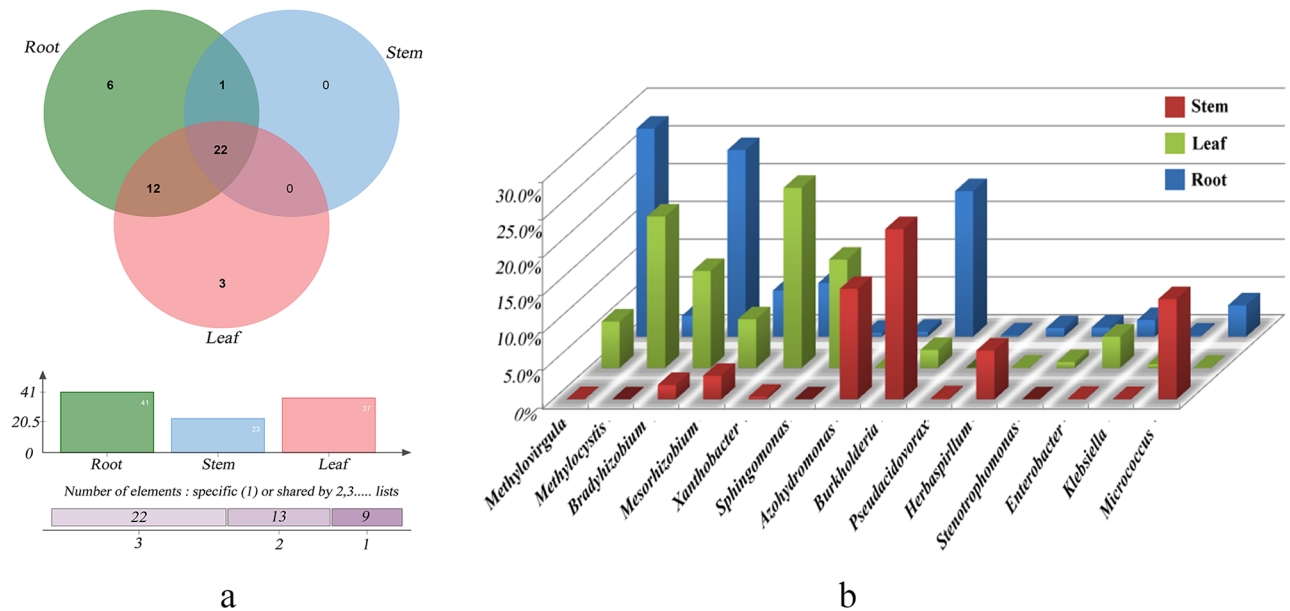 Root
Stem
6
1
0
22
12
0
3
Leaf
41
20.5
0
41
23
37
Root Stem Leaf
Number of elements : specific (1) or shared by 2,3..... lists
22 13 9
3 2 1
a
Stem
Leaf
Root
30.0%
25.0%
20.0%
15.0%
10.0%
5.0%
0%
Methylovirgula
Methylocystis
Bradyhizobium
Mesorhizobium
Xanthobacter
Sphingomonas
Azohydromonas
Burkholderia
Pseudacidovorax
Herbaspirillum
Stenotrophomonas
Enterobacter
Klebsiella
Micrococcus
b